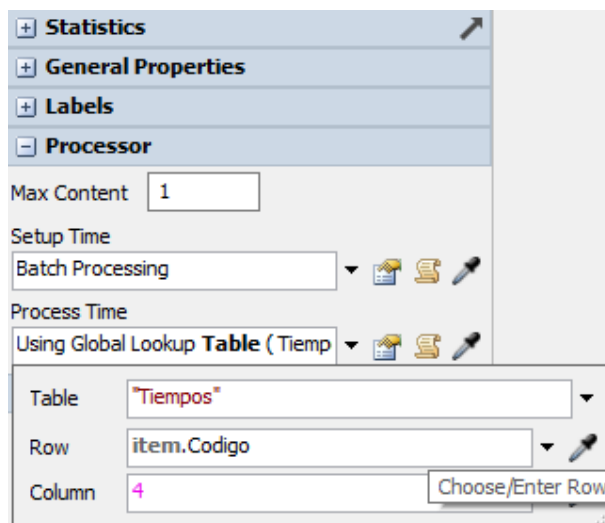 Statistics
General Properties
Labels
Processor
Max Content 1
Setup Time
Batch Processing
Process Time
Using Global Lookup Table ( Tiemp
Table "Tiempos"
Row item.Codigo
Column 4
Choose/Enter Row